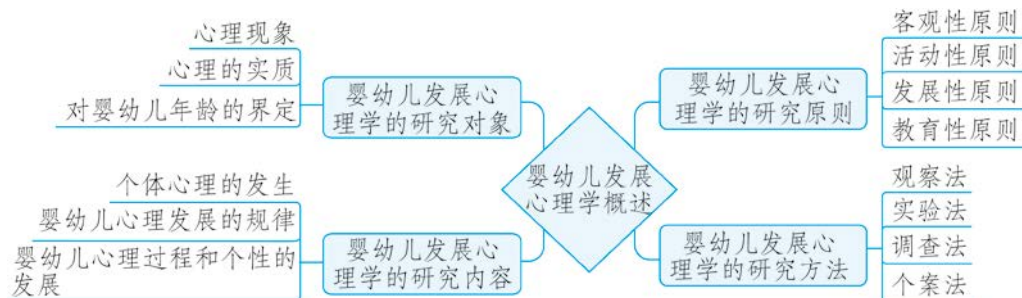 心理现象
心理的实质
对婴幼儿年龄的界定
婴幼儿发展心
理学的研究对象
个体心理的发生
婴幼儿心理发展的规律
婴幼儿心理过程和个性的
发展
婴幼儿发展心
理学的研究内容
婴幼儿发展
心理学概述
婴幼儿发展心
理学的研究原则
客观性原则
活动性原则
发展性原则
教育性原则
婴幼儿发展心
理学的研究方法
观察法
实验法
调查法
个案法